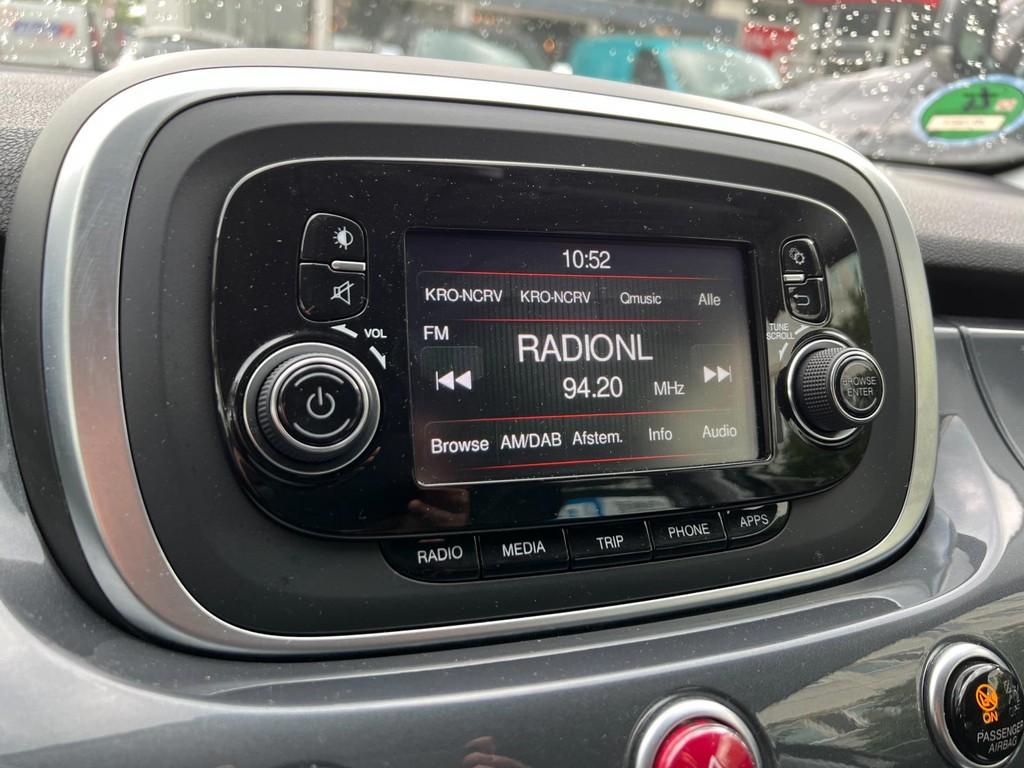 10:52
KRO-NCRV KRO-NCRV Qmusic Alle
VOL
FM
TUNE
SCROLL
RADIONL
94.20 MHz
BROWSE
ENTER
Browse AM/DAB Afstem. Info Audio
RADIO MEDIA TRIP PHONE APPS
ON
PASSENGER
AIRBAG